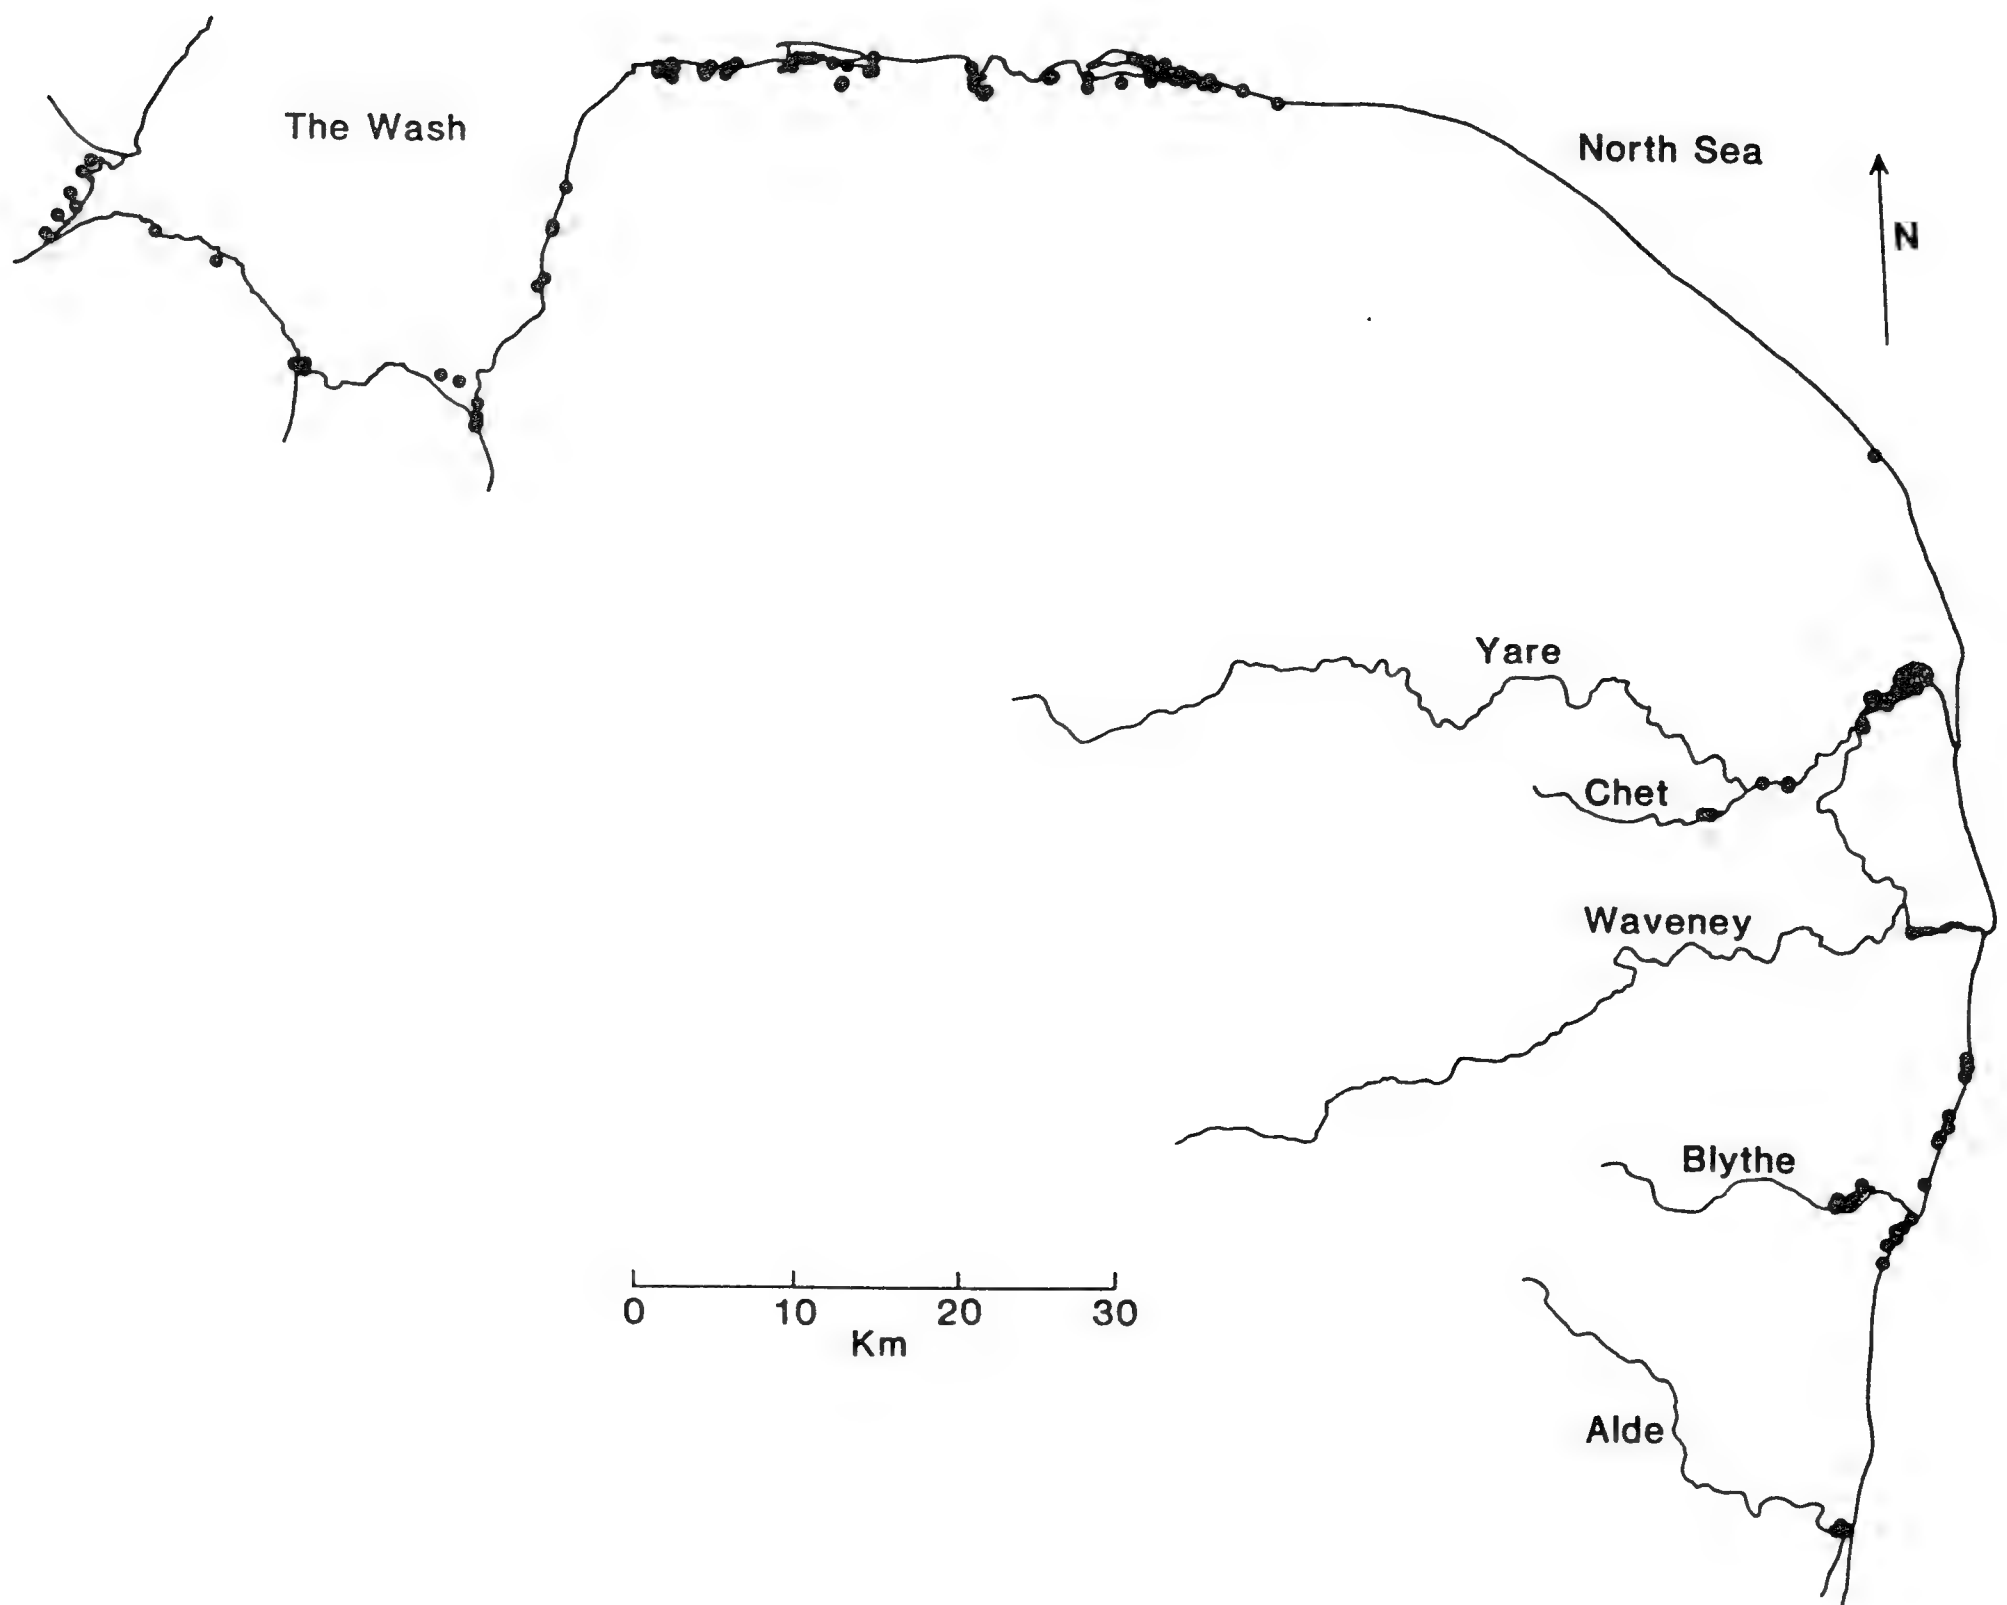 The Wash
North Sea
N
Yare
Chet
Waveney
Blythe
0 10 20 30
Km
Alde